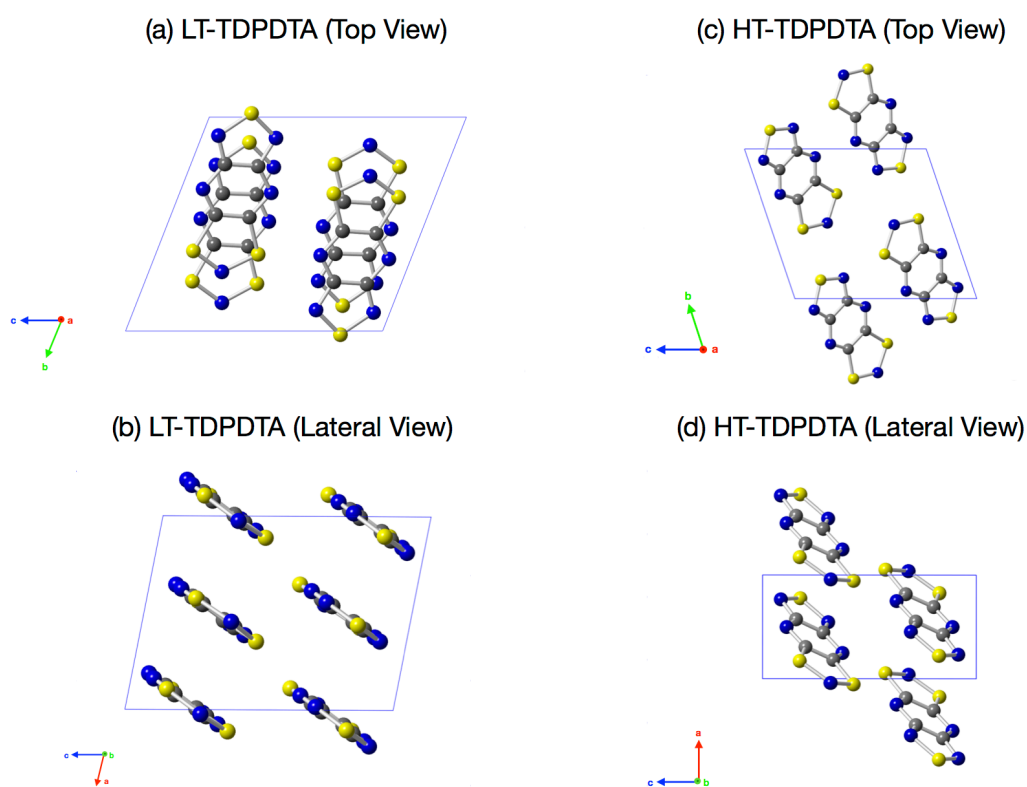 (a) LT-TDPDTA (Top View)
(c) HT-TDPDTA (Top View)
c
a
b
b
c
a
(b) LT-TDPDTA (Lateral View)
(d) HT-TDPDTA (Lateral View)
c
b
a
a
c
b